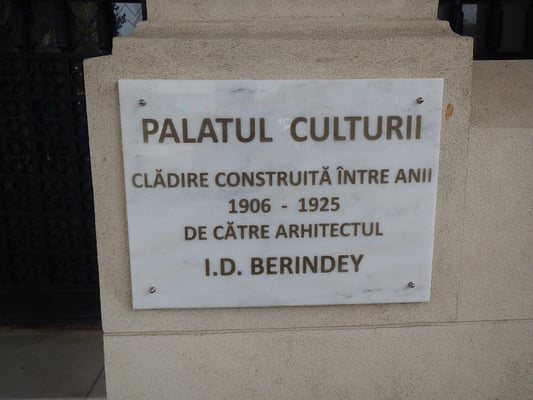 PALATUL CULTURII
CLĂDIRE CONSTRUITĂ ÎNTRE ANII
1906 - 1925
DE CĂTRE ARHITECTUL
I.D. BERINDEY